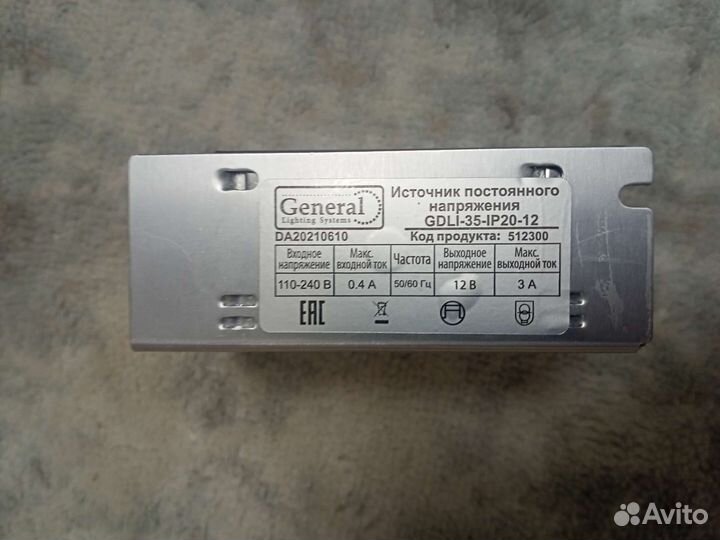 General
Lighting Systems
DA20210610
Источник постоянного
напряжения
GDLI-35-IP20-12
Код продукта: 512300
Входное напряжение Макс. входной ток Частота Выходное напряжение Макс. выходной ток
110-240 В 0.4 А 50/60 Гц 12 В 3 А
EAC
Avito